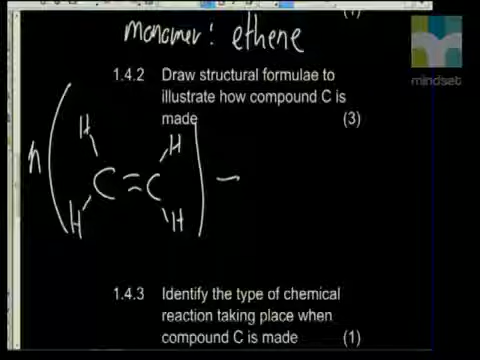 (1)
monomer : ethene
1.4.2 Draw structural formulae to
illustrate how compound C is
made (3)
n
H H
C = C
H H
1.4.3 Identify the type of chemical
reaction taking place when
compound C is made (1)
mindset